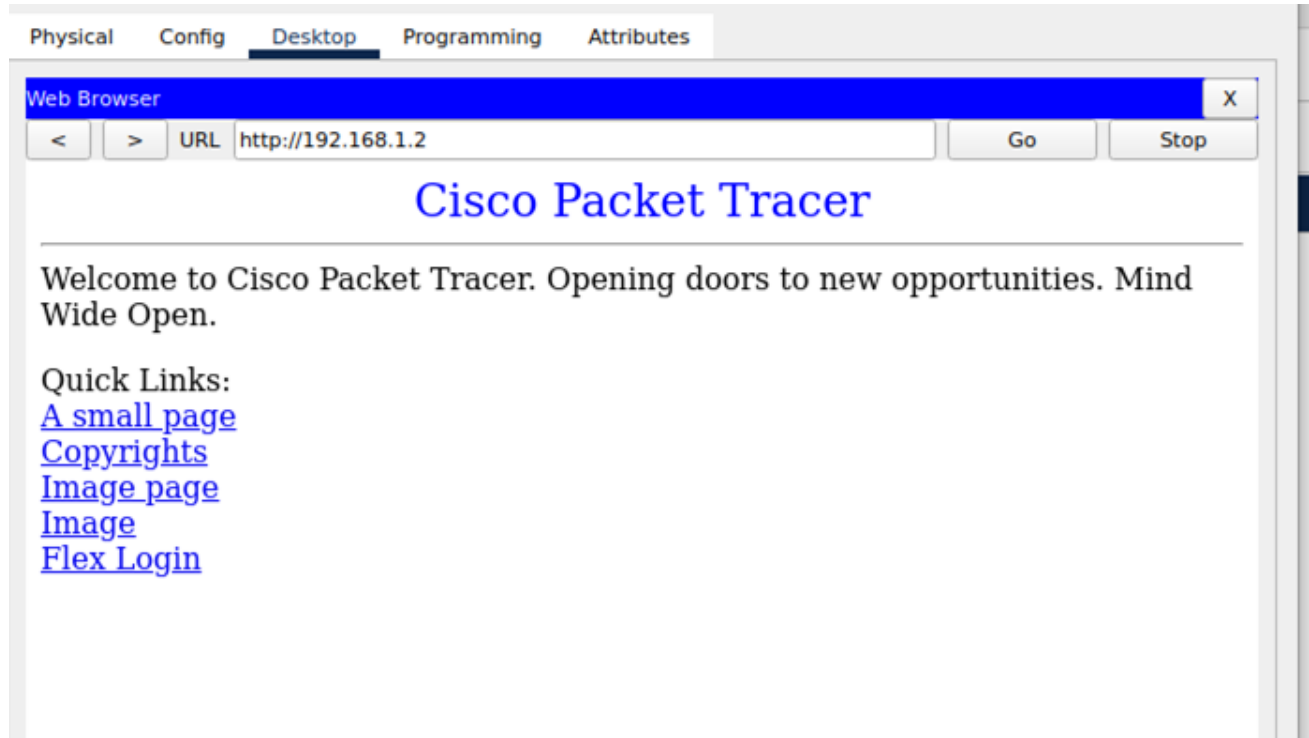 Physical Config Desktop Programming Attributes
Web Browser X
< > URL http://192.168.1.2 Go Stop
Cisco Packet Tracer
Welcome to Cisco Packet Tracer. Opening doors to new opportunities. Mind
Wide Open.
Quick Links:
A small page
Copyrights
Image page
Image
Flex Login